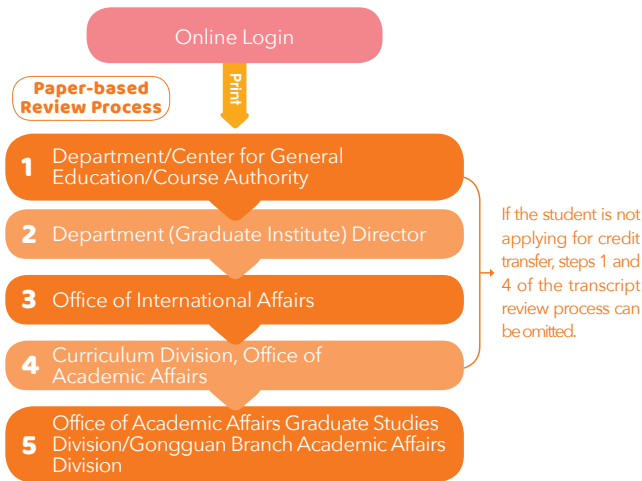 Online Login
Print
Paper-based
Review Process
1 Department/Center for General
Education/Course Authority
2 Department (Graduate Institute) Director
3 Office of International Affairs
4 Curriculum Division, Office of
Academic Affairs
5 Office of Academic Affairs Graduate Studies
Division/Gongguan Branch Academic Affairs
Division
If the student is not
applying for credit
transfer, steps 1 and
4 of the transcript
review process can
be omitted.